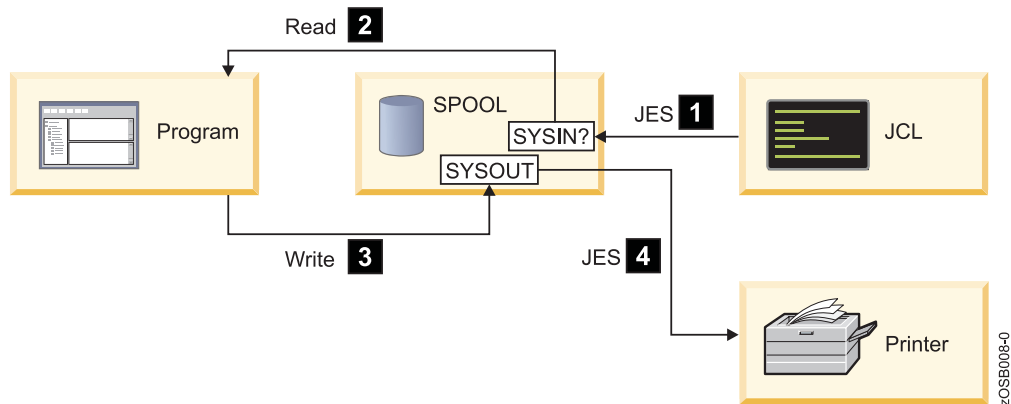 Read 2
Program
SPOOL
SYSIN?
SYSOUT
JES 1
JCL
Write 3
JES 4
Printer
zOSB008-0